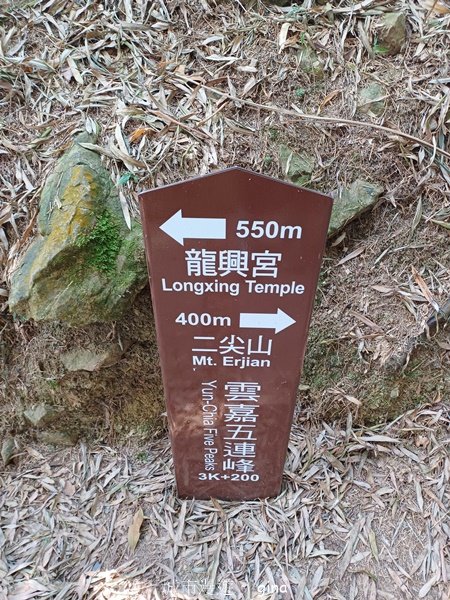 ← 550m
龍興宮
Longxing Temple
400m →
二尖山
Mt. Erjian
雲嘉五連峰
Yun-Chia Five Peaks
3K+200
gina